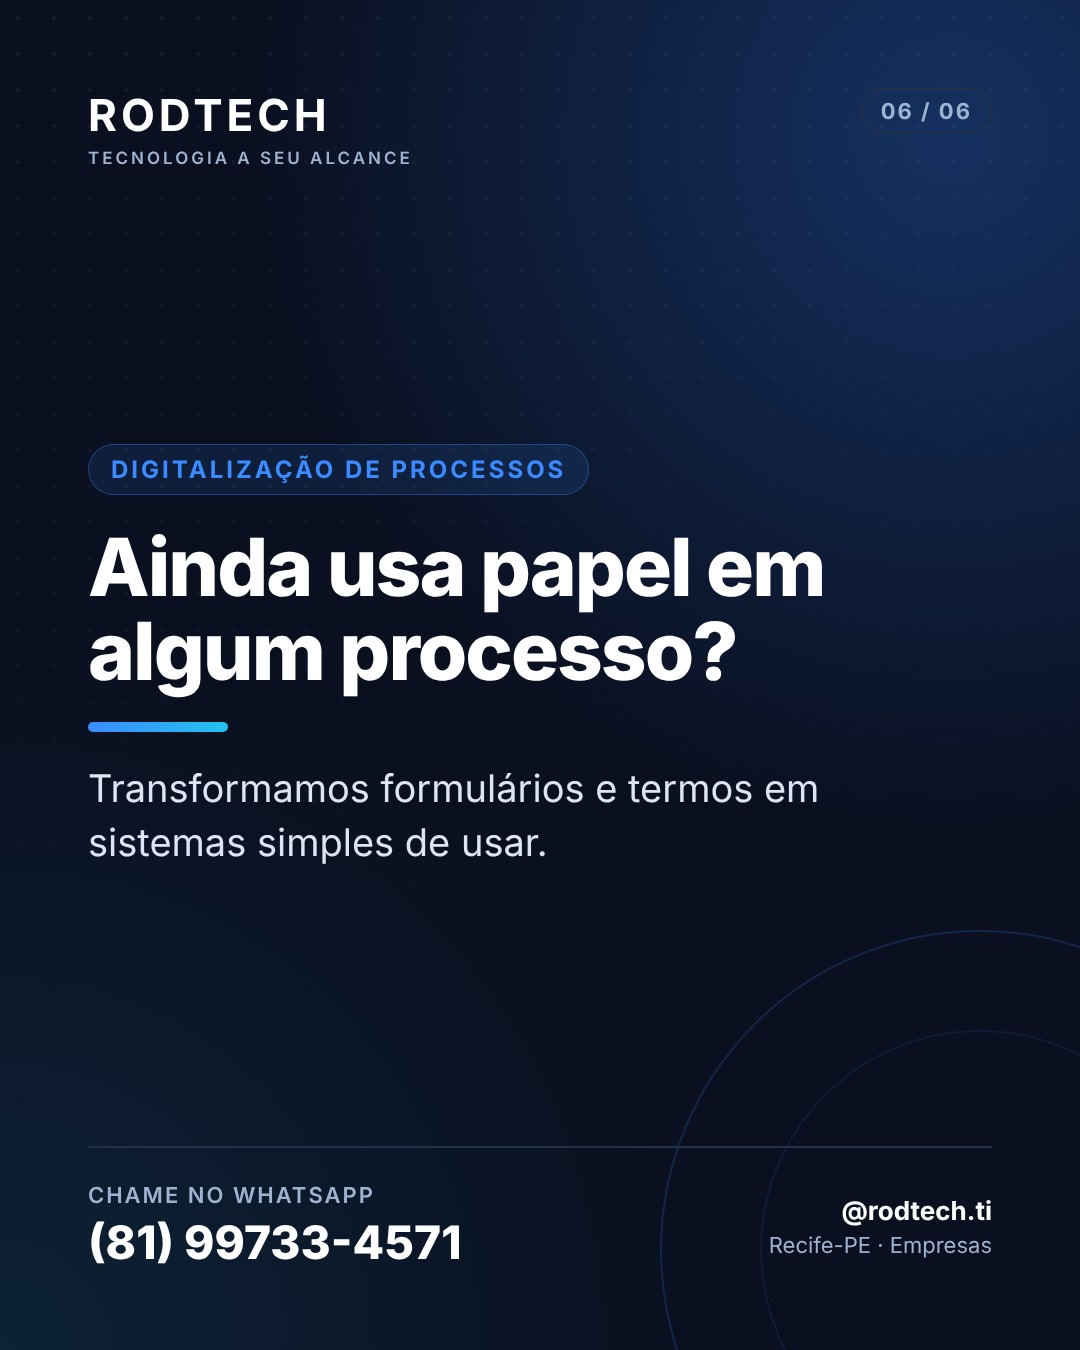 RODTECH
TECNOLOGIA A SEU ALCANCE
06 / 06
DIGITALIZAÇÃO DE PROCESSOS
Ainda usa papel em
algum processo?
Transformamos formulários e termos em
sistemas simples de usar.
CHAME NO WHATSAPP
(81) 99733-4571
@rodtech.ti
Recife-PE · Empresas